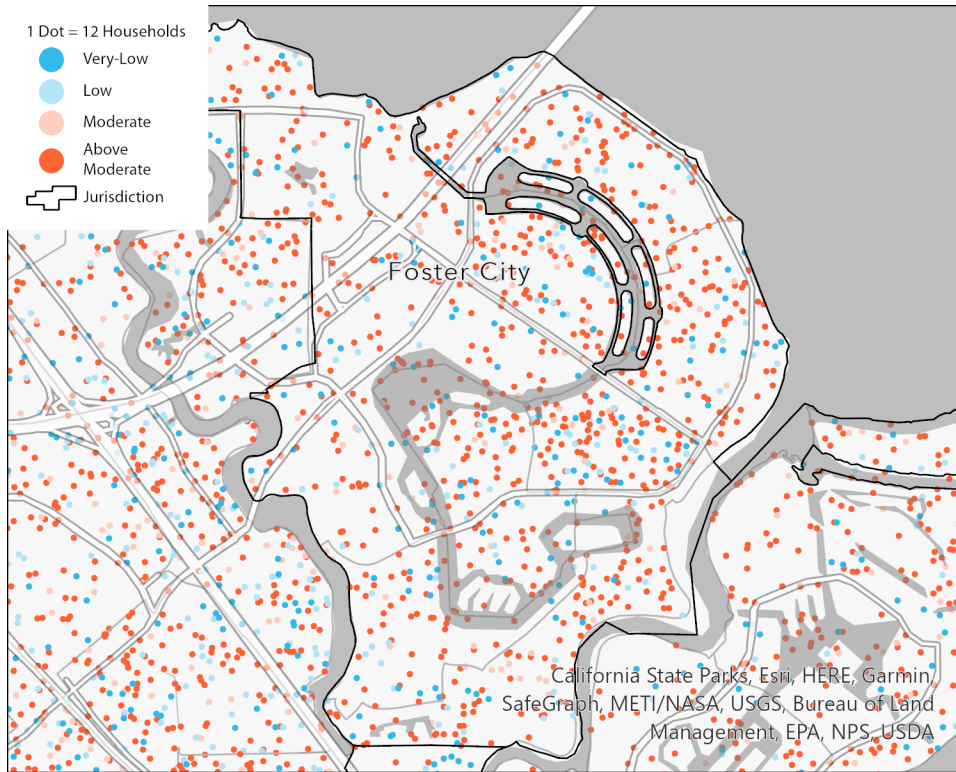 1 Dot = 12 Households
Very-Low
Low
Moderate
Above
Moderate
Jurisdiction
Foster City
California State Parks, Esri, HERE, Garmin,
SafeGraph, METI/NASA, USGS, Bureau of Land
Management, EPA, NPS, USDA